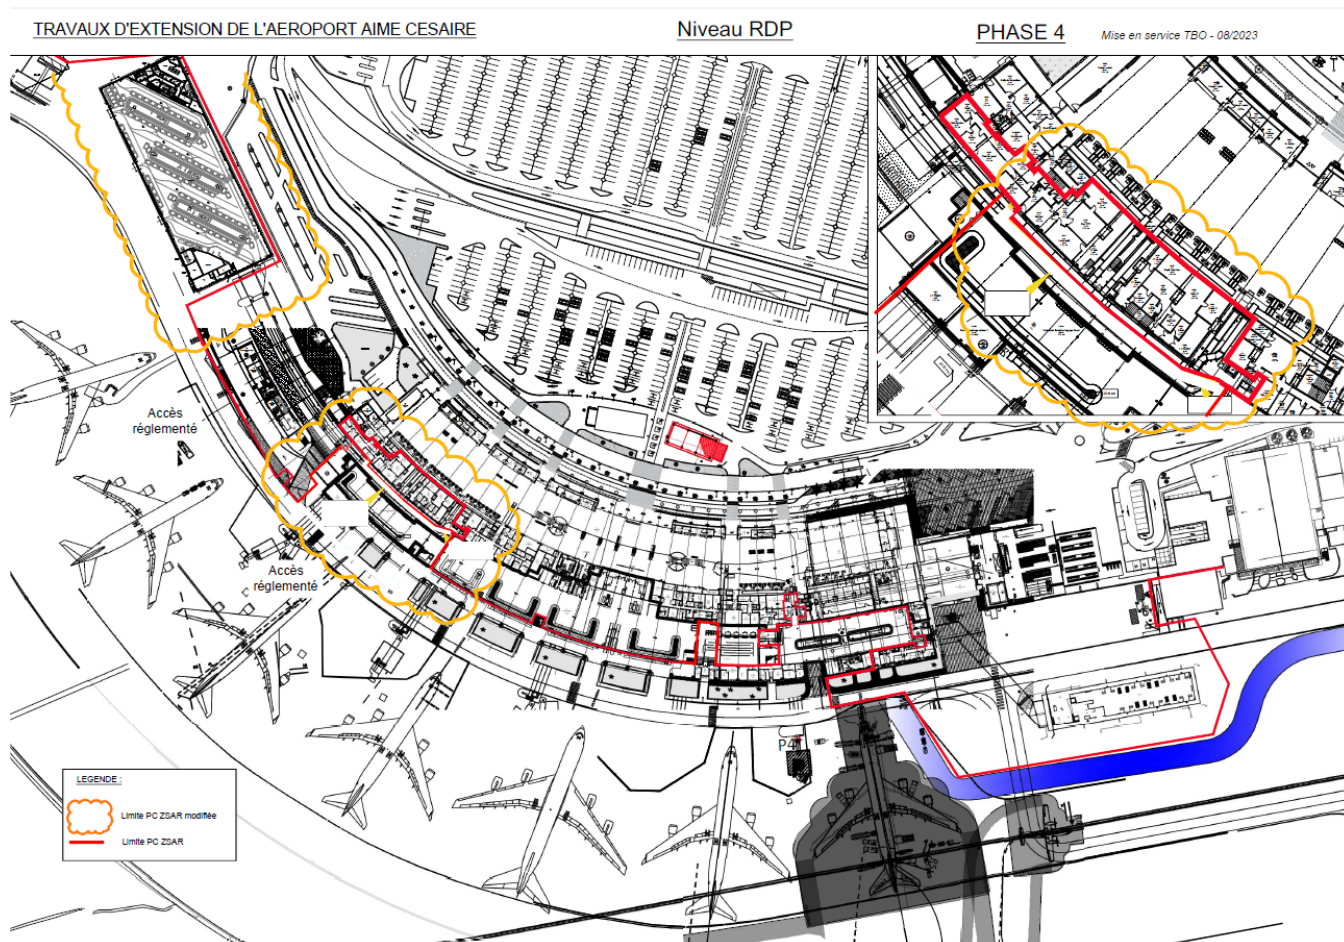 TRAVAUX D'EXTENSION DE L'AEROPORT AIME CESAIRE
Niveau RDP
PHASE 4
Mise en service TBO - 08/2023
Accès
réglementé
Accès
réglementé
P4
LEGENDE :
Limite PC ZSAR modifiée
Limite PC ZSAR